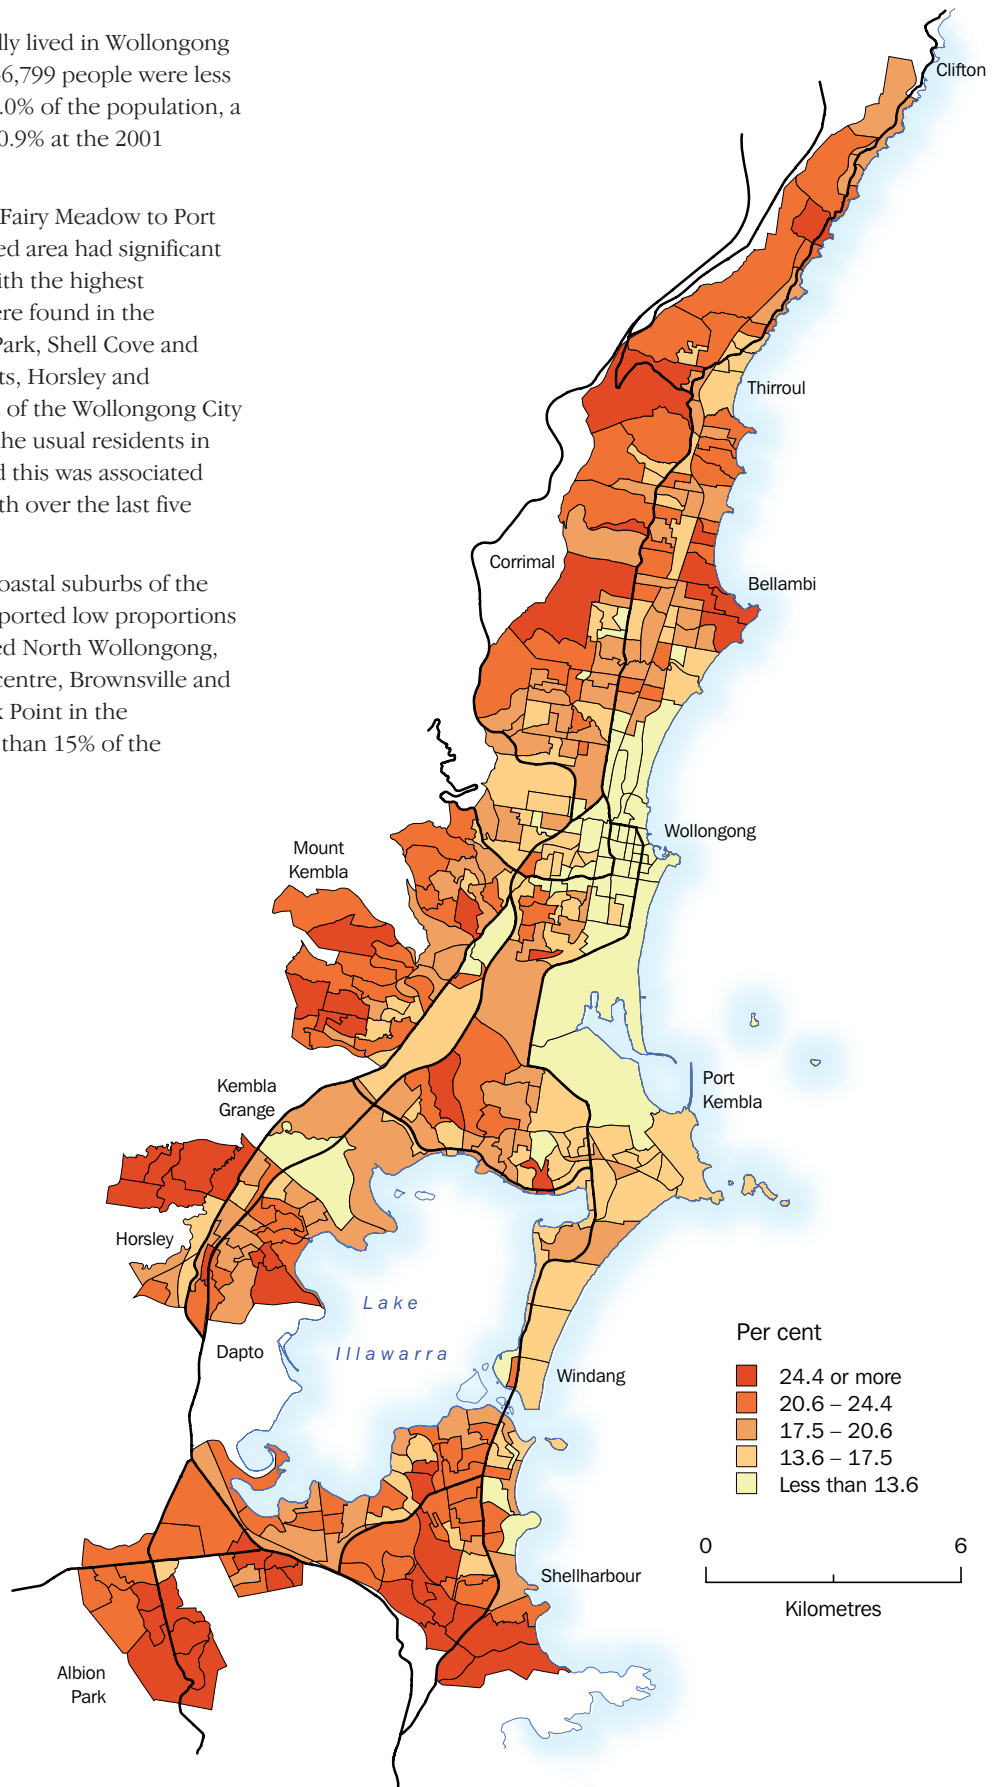 lly lived in Wollongong
6,799 people were less
.0% of the population, a
0.9% at the 2001
Fairy Meadow to Port
ed area had significant
ith the highest
ere found in the
Park, Shell Cove and
ts, Horsley and
of the Wollongong City
he usual residents in
d this was associated
th over the last five
oastal suburbs of the
ported low proportions
ed North Wollongong,
centre, Brownsville and
k Point in the
than 15% of the
Clifton
Thirroul
Corrimal
Bellambi
Wollongong
Mount
Kembla
Port
Kembla
Kembla
Grange
Horsley
Lake
Illawarra
Dapto
Windang
Shellharbour
Albion
Park
Per cent
24.4 or more
20.6 – 24.4
17.5 – 20.6
13.6 – 17.5
Less than 13.6
0 6
Kilometres